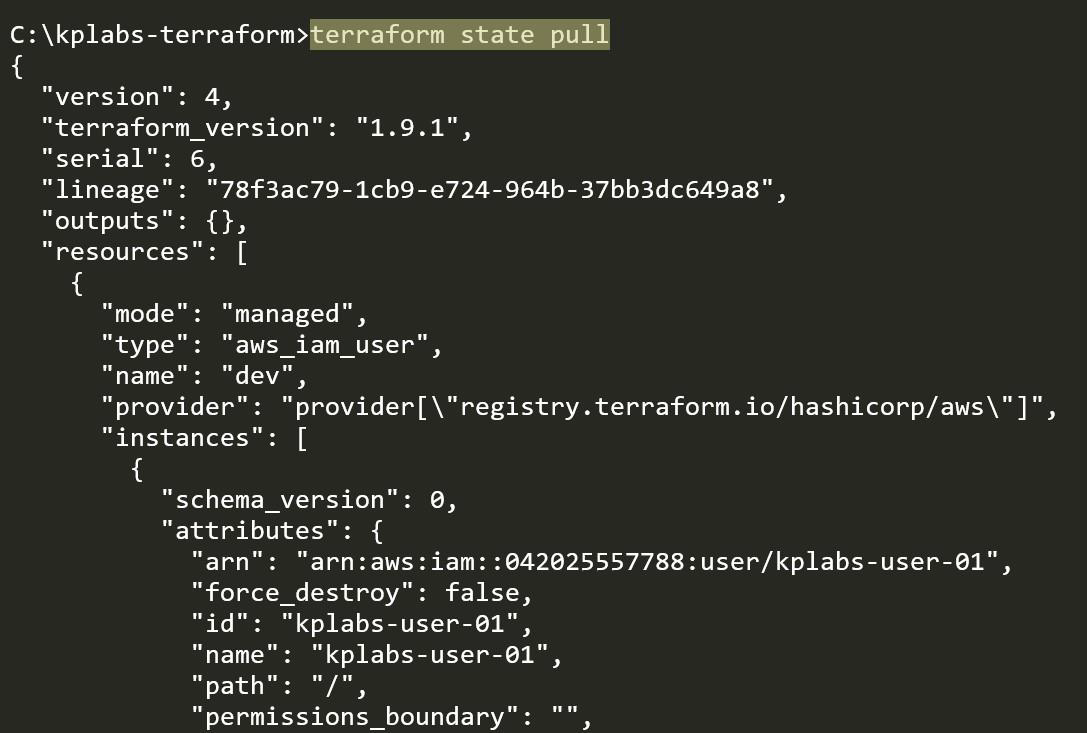 C:\kplabs-terraform>terraform state pull
{
  "version": 4,
  "terraform_version": "1.9.1",
  "serial": 6,
  "lineage": "78f3ac79-1cb9-e724-964b-37bb3dc649a8",
  "outputs": {},
  "resources": [
    {
      "mode": "managed",
      "type": "aws_iam_user",
      "name": "dev",
      "provider": "provider[\"registry.terraform.io/hashicorp/aws\"]",
      "instances": [
        {
          "schema_version": 0,
          "attributes": {
            "arn": "arn:aws:iam::042025557788:user/kplabs-user-01",
            "force_destroy": false,
            "id": "kplabs-user-01",
            "name": "kplabs-user-01",
            "path": "/",
            "permissions_boundary": "",